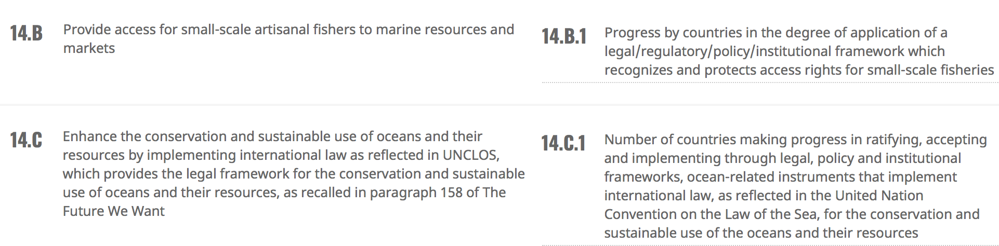 14.B
Provide access for small-scale artisanal fishers to marine resources and
markets
14.B.1
Progress by countries in the degree of application of a
legal/regulatory/policy/institutional framework which
recognizes and protects access rights for small-scale fisheries
14.C
Enhance the conservation and sustainable use of oceans and their
resources by implementing international law as reflected in UNCLOS,
which provides the legal framework for the conservation and sustainable
use of oceans and their resources, as recalled in paragraph 158 of The
Future We Want
14.C.1
Number of countries making progress in ratifying, accepting
and implementing through legal, policy and institutional
frameworks, ocean-related instruments that implement
international law, as reflected in the United Nation
Convention on the Law of the Sea, for the conservation and
sustainable use of the oceans and their resources